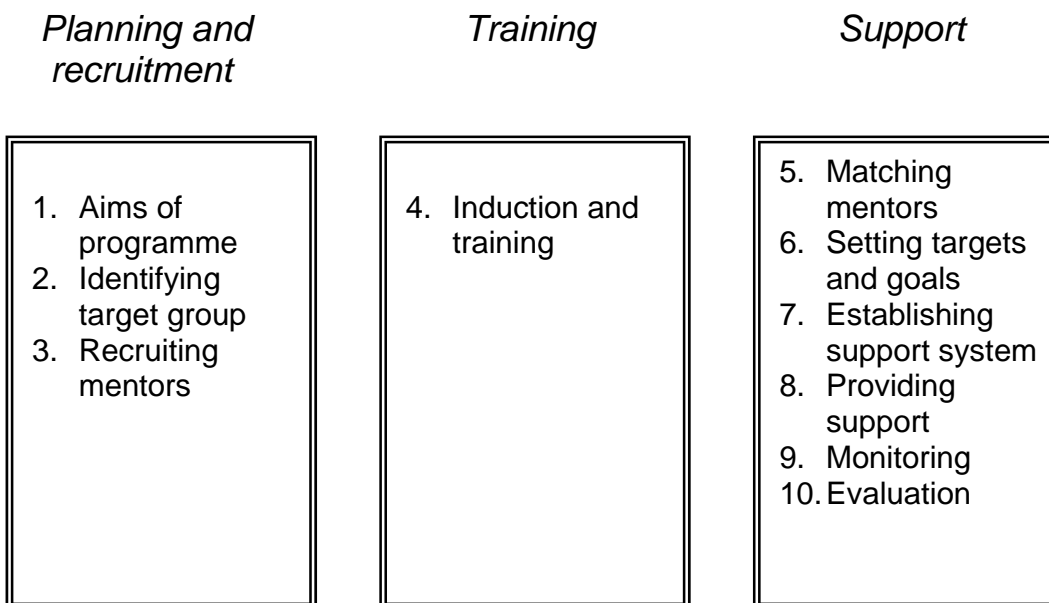 Planning and
recruitment
Training
Support
1. Aims of
programme
2. Identifying
target group
3. Recruiting
mentors
4. Induction and
training
5. Matching
mentors
6. Setting targets
and goals
7. Establishing
support system
8. Providing
support
9. Monitoring
10. Evaluation